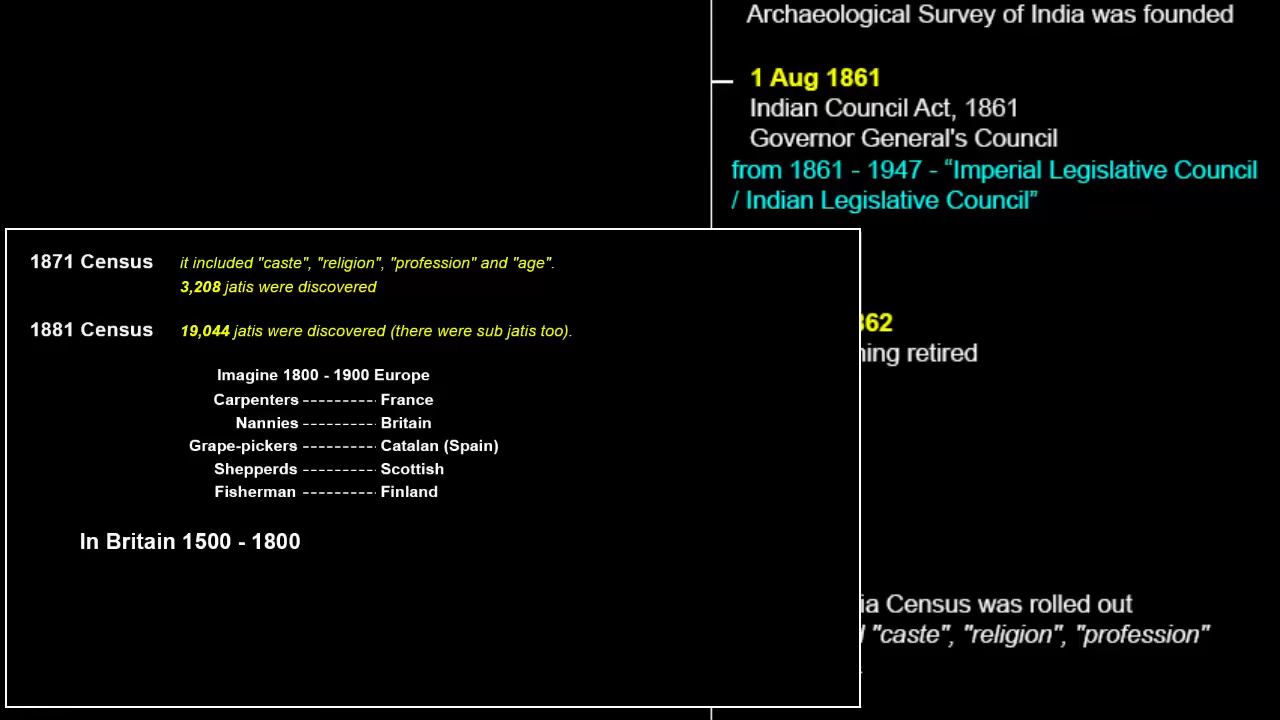 Archaeological Survey of India was founded
1 Aug 1861
Indian Council Act, 1861
Governor General's Council
from 1861 - 1947 - “Imperial Legislative Council
/ Indian Legislative Council”
1871 Census it included "caste", "religion", "profession" and "age".
3,208 jatis were discovered
1881 Census 19,044 jatis were discovered (there were sub jatis too).
Imagine 1800 - 1900 Europe
Carpenters --------- France
Nannies --------- Britain
Grape-pickers --------- Catalan (Spain)
Shepperds --------- Scottish
Fisherman --------- Finland
In Britain 1500 - 1800
862
retired
Census was rolled out
"caste", "religion", "profession"